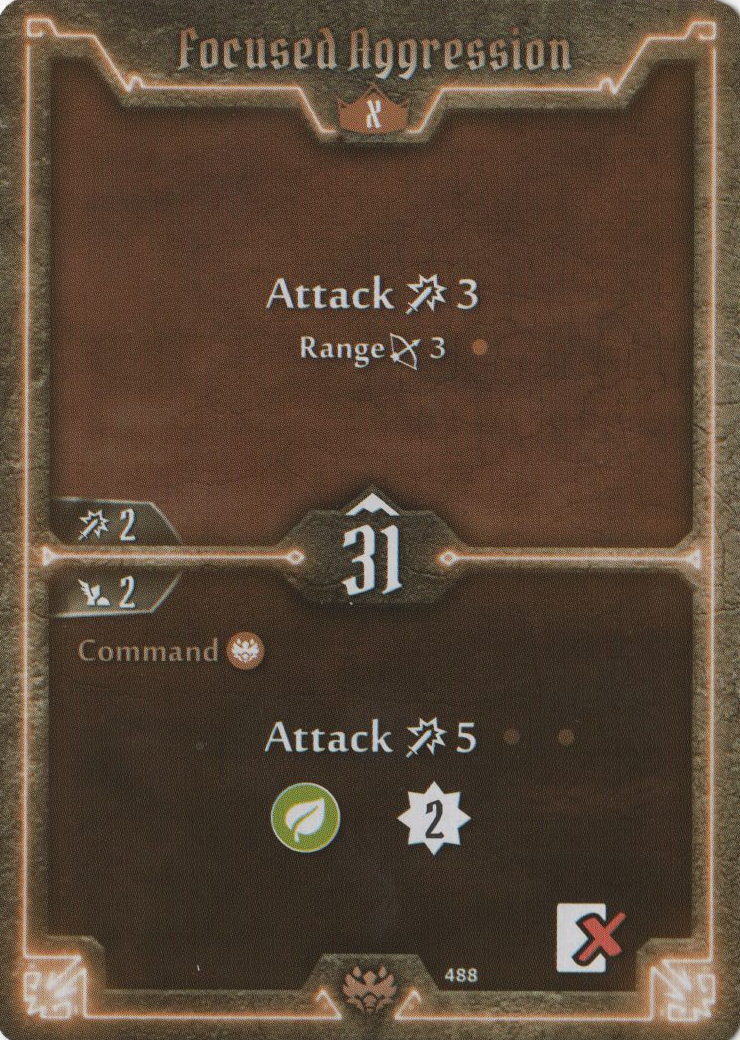 Focused Aggression
X
Attack 3
Range 3
2
31
2
Command
Attack 5
2
488